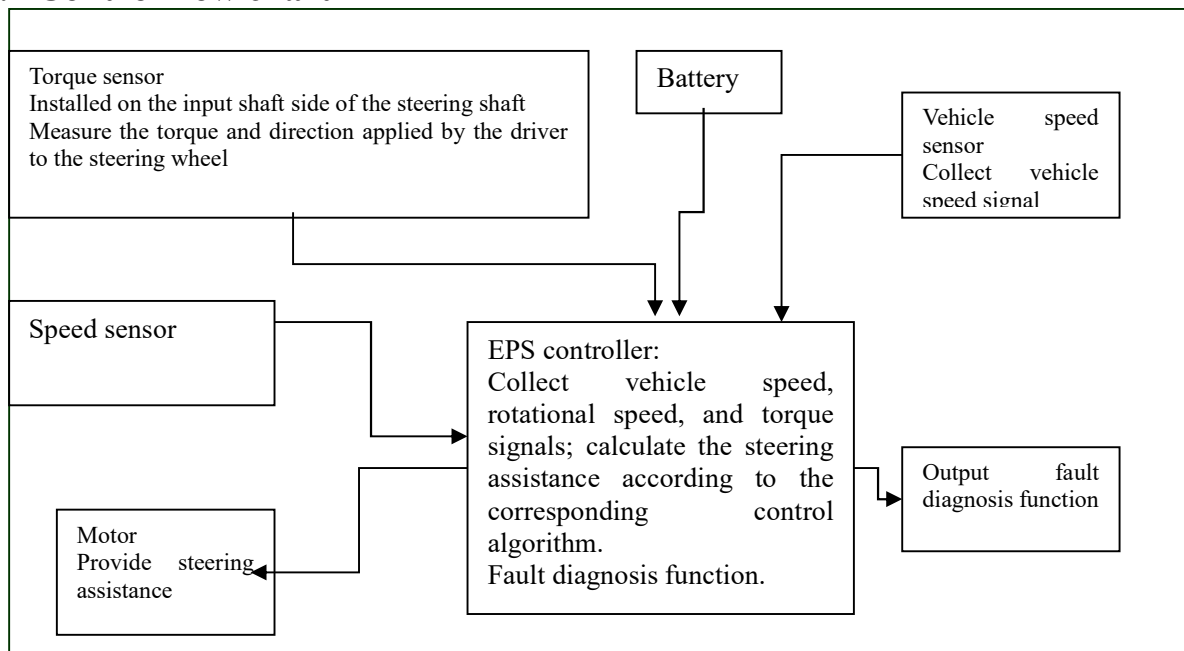 Torque sensor
Installed on the input shaft side of the steering shaft
Measure the torque and direction applied by the driver
to the steering wheel
Battery
Vehicle speed
sensor
Collect vehicle
speed signal
Speed sensor
EPS controller:
Collect vehicle speed,
rotational speed, and torque
signals; calculate the steering
assistance according to the
corresponding control
algorithm.
Fault diagnosis function.
Output fault
diagnosis function
Motor
Provide steering
assistance